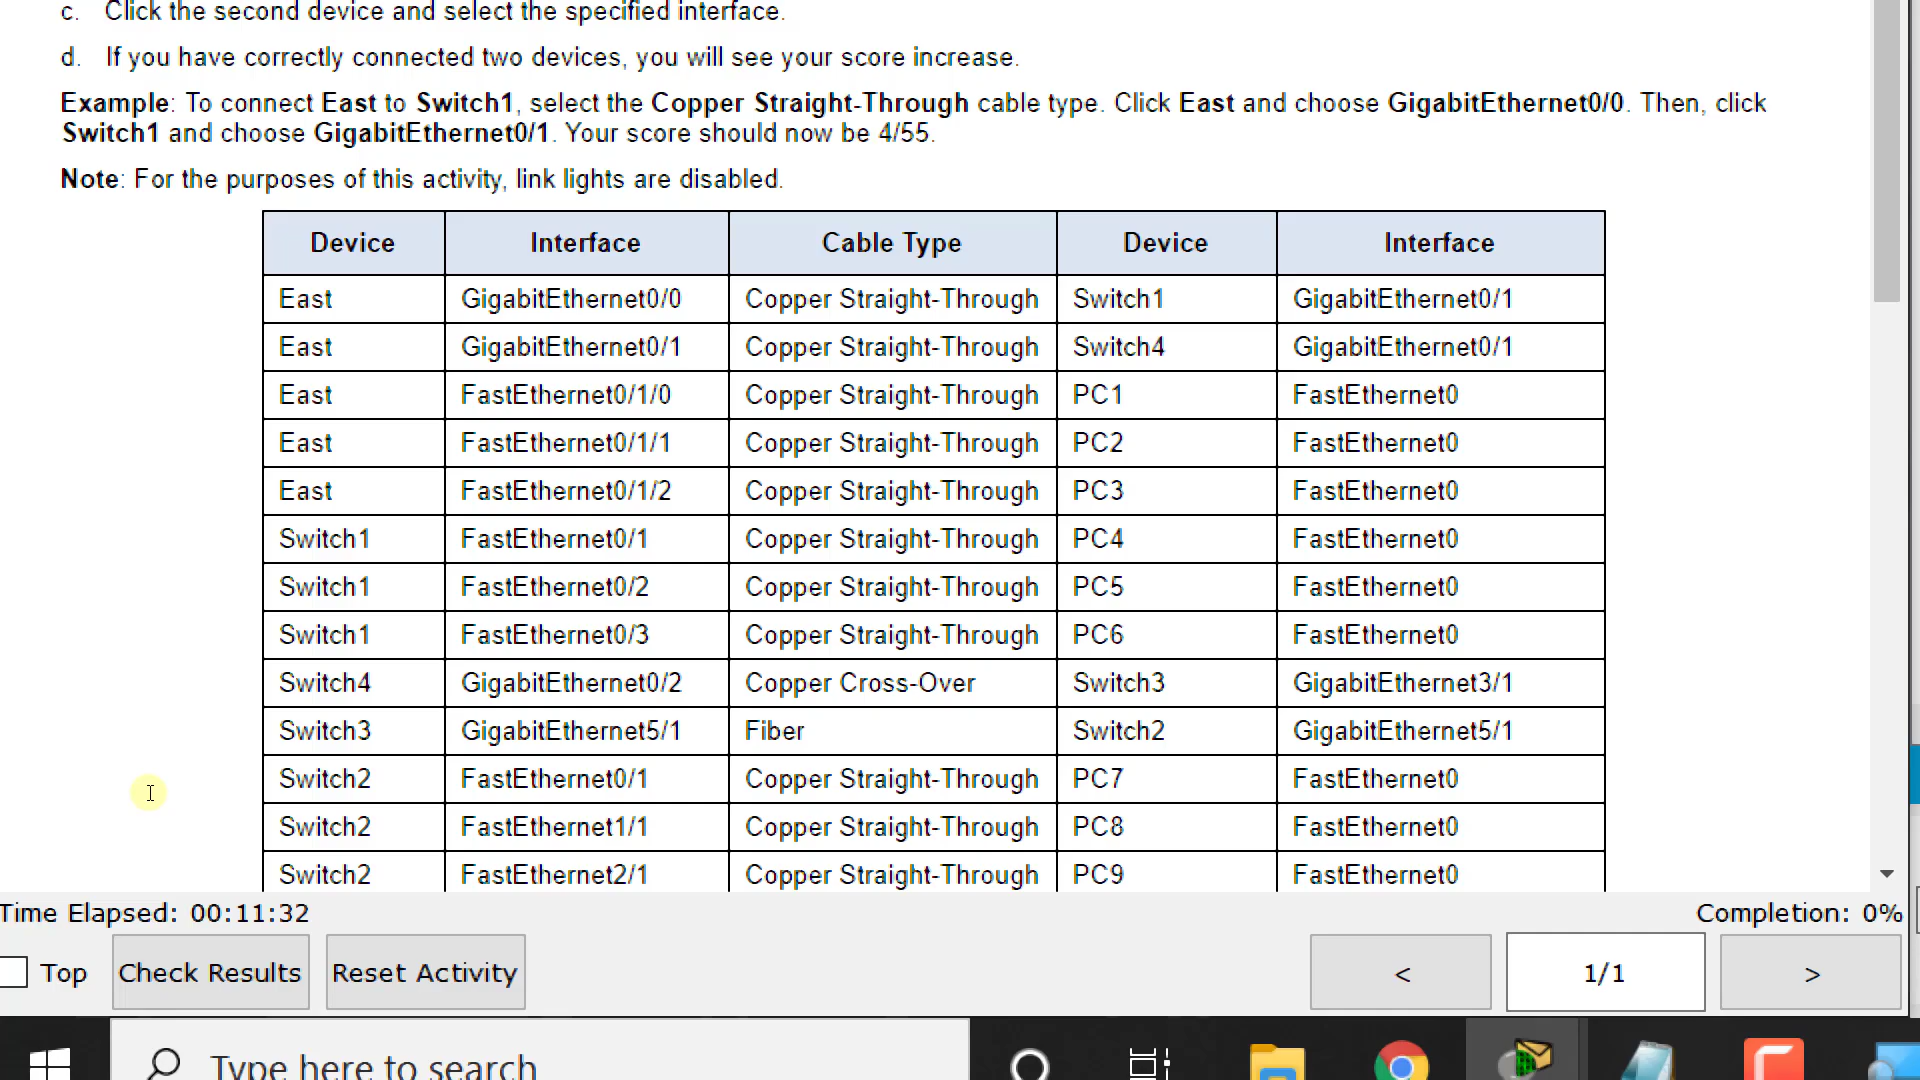 c. Click the second device and select the specified interface.
d. If you have correctly connected two devices, you will see your score increase.
Example: To connect East to Switch1, select the Copper Straight-Through cable type. Click East and choose GigabitEthernet0/0. Then, click
Switch1 and choose GigabitEthernet0/1. Your score should now be 4/55.
Note: For the purposes of this activity, link lights are disabled.
Device Interface Cable Type Device Interface
East GigabitEthernet0/0 Copper Straight-Through Switch1 GigabitEthernet0/1
East GigabitEthernet0/1 Copper Straight-Through Switch4 GigabitEthernet0/1
East FastEthernet0/1/0 Copper Straight-Through PC1 FastEthernet0
East FastEthernet0/1/1 Copper Straight-Through PC2 FastEthernet0
East FastEthernet0/1/2 Copper Straight-Through PC3 FastEthernet0
Switch1 FastEthernet0/1 Copper Straight-Through PC4 FastEthernet0
Switch1 FastEthernet0/2 Copper Straight-Through PC5 FastEthernet0
Switch1 FastEthernet0/3 Copper Straight-Through PC6 FastEthernet0
Switch4 GigabitEthernet0/2 Copper Cross-Over Switch3 GigabitEthernet3/1
Switch3 GigabitEthernet5/1 Fiber Switch2 GigabitEthernet5/1
Switch2 FastEthernet0/1 Copper Straight-Through PC7 FastEthernet0
Switch2 FastEthernet1/1 Copper Straight-Through PC8 FastEthernet0
Switch2 FastEthernet2/1 Copper Straight-Through PC9 FastEthernet0
Time Elapsed: 00:11:32 Completion: 0%
Top Check Results Reset Activity < 1/1 >
Type here to search